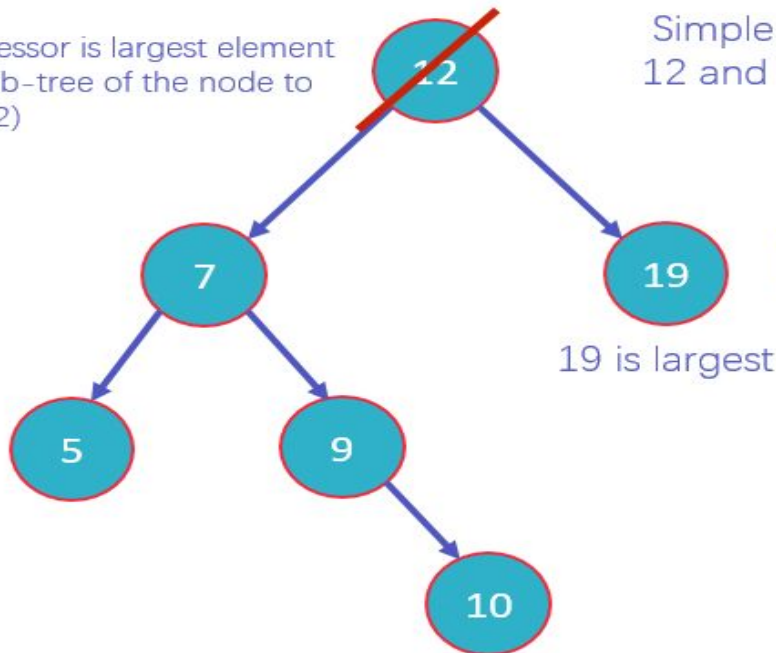 essor is largest element
b-tree of the node to
2)
Simple
12 and
12
7
19
19 is largest
5
9
10